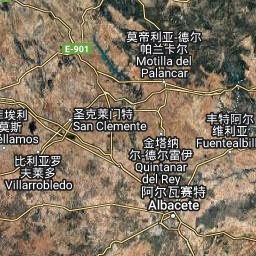 莫帝利亚-德尔
帕兰卡尔
Motilla del
Palancar
E-901
圣克莱门特
San Clemente
韦特阿尔
维利亚
Fuentealbil
金塔纳
尔-德尔雷伊
Quintanar
del Rey
比利亚罗
夫莱多
Villarrobledo
阿尔瓦赛特
Albacete
莫斯
ellamos